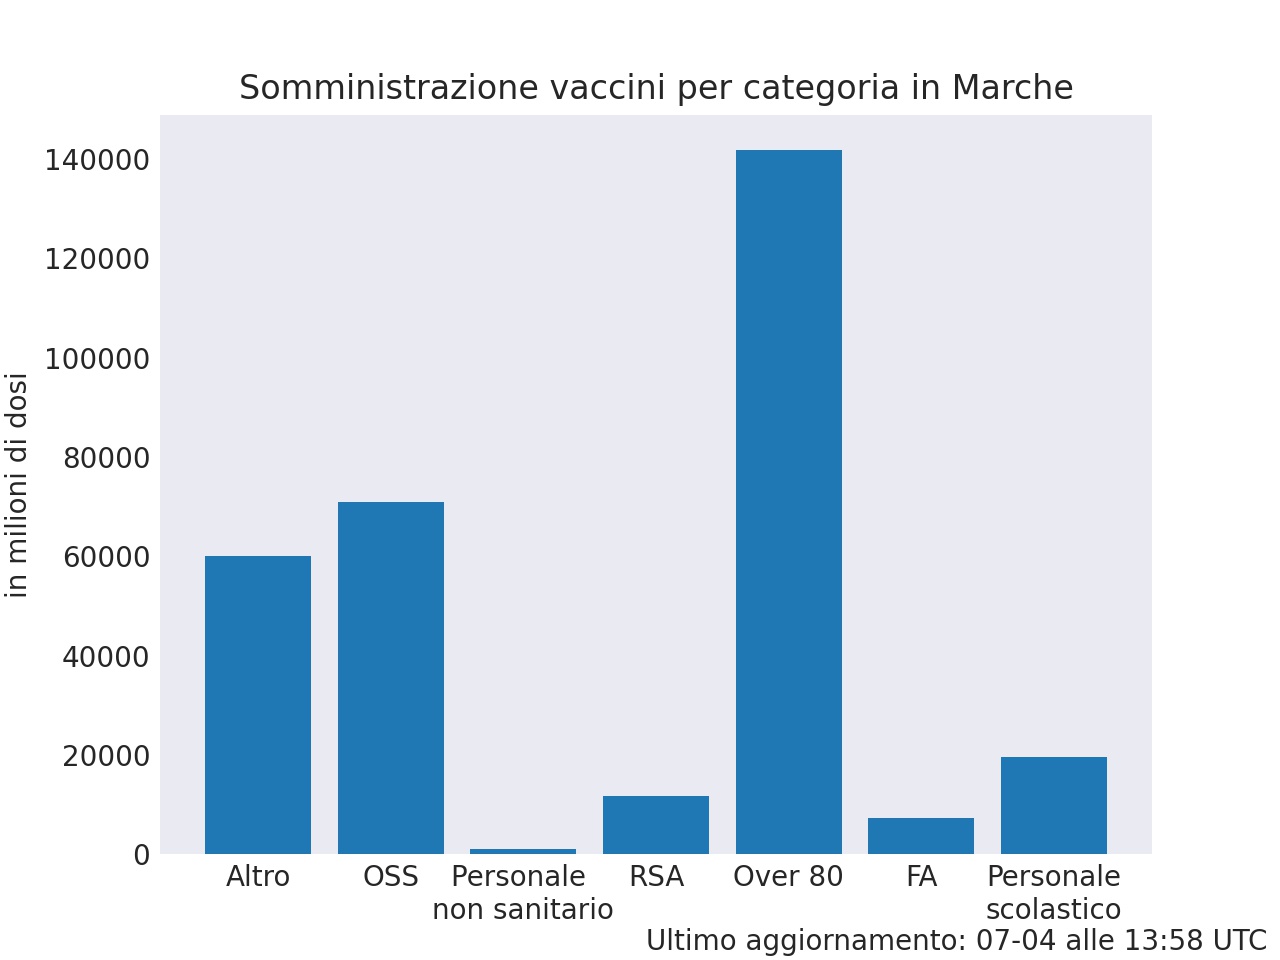 Somministrazione vaccini per categoria in Marche
in milioni di dosi
140000
120000
100000
80000
60000
40000
20000
0
Altro OSS Personale RSA Over 80 FA Personale
non sanitario scolastico
Ultimo aggiornamento: 07-04 alle 13:58 UTC